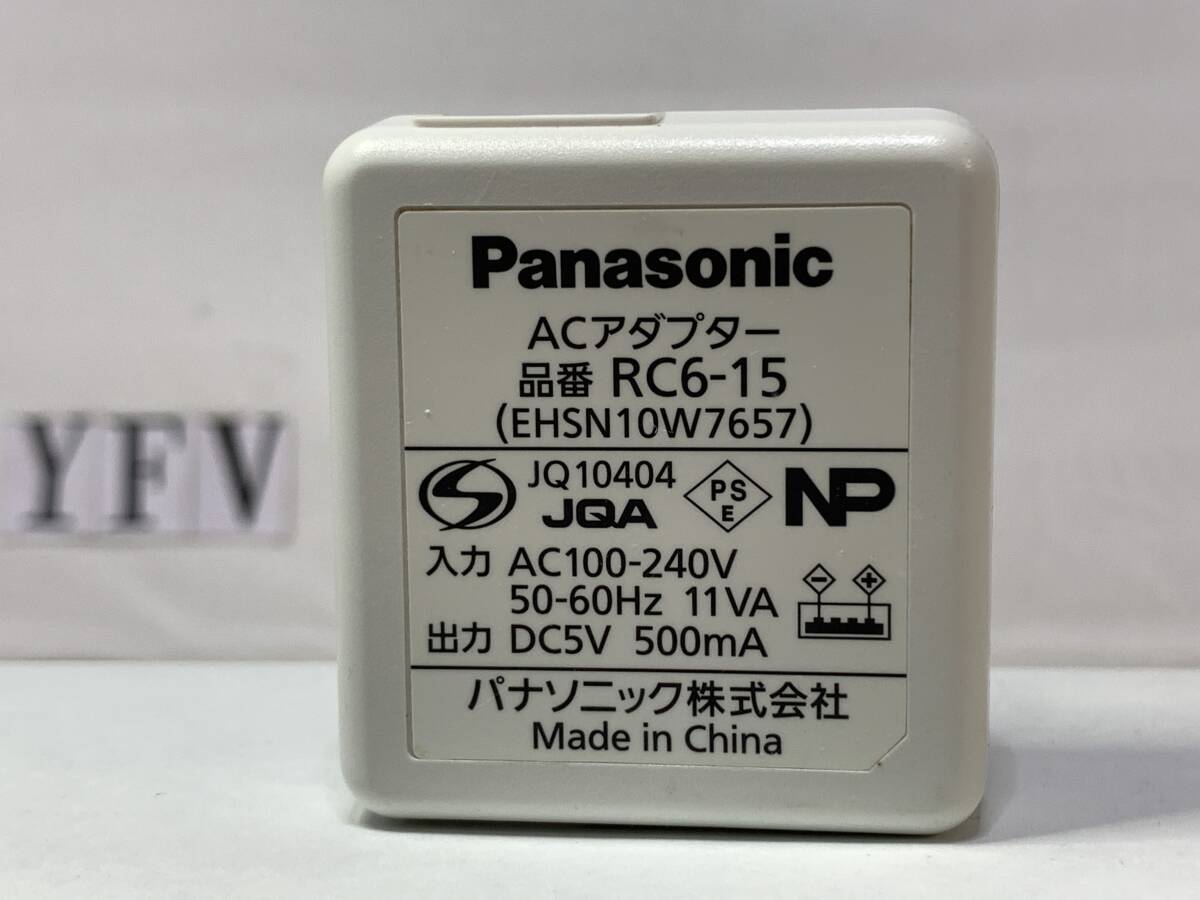 Panasonic
ACアダプター
品番 RC6-15
(EHSN10W7657)
JQ10404
JQA
PS
E
NP
入力 AC100-240V
50-60Hz 11VA
- +
出力 DC5V 500mA
パナソニック株式会社
Made in China
YFV